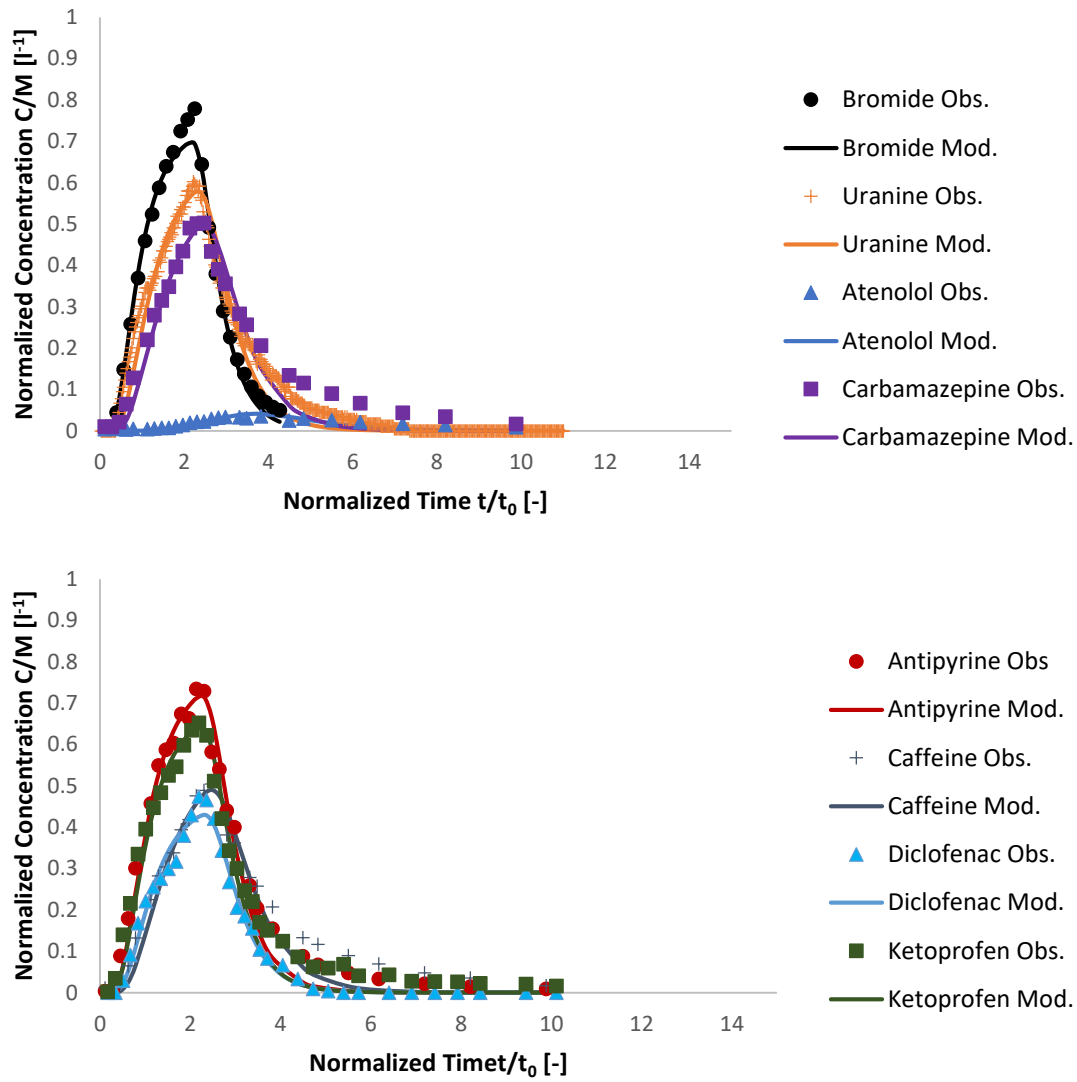 1
0.9
0.8
0.7
0.6
0.5
0.4
0.3
0.2
0.1
0
Normalized Concentration C/M [l⁻¹]
0 2 4 6 8 10 12 14
Normalized Time t/t₀ [-]
Bromide Obs.
Bromide Mod.
Uranine Obs.
Uranine Mod.
Atenolol Obs.
Atenolol Mod.
Carbamazepine Obs.
Carbamazepine Mod.
1
0.9
0.8
0.7
0.6
0.5
0.4
0.3
0.2
0.1
0
Normalized Concentration C/M [l⁻¹]
0 2 4 6 8 10 12 14
Normalized Timet/t₀ [-]
Antipyrine Obs
Antipyrine Mod.
Caffeine Obs.
Caffeine Mod.
Diclofenac Obs.
Diclofenac Mod.
Ketoprofen Obs.
Ketoprofen Mod.